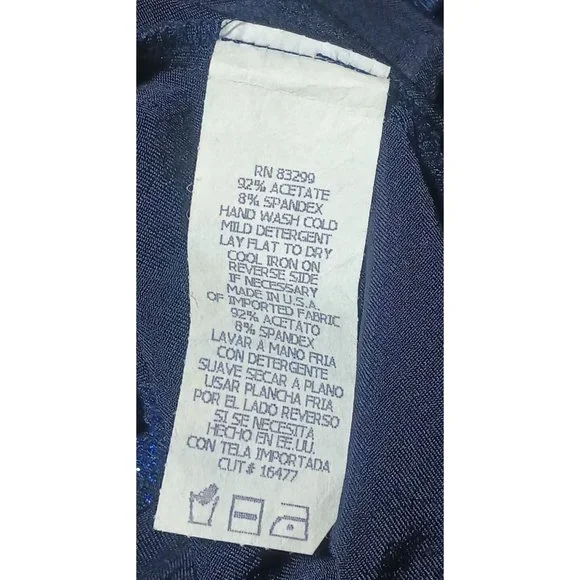 RN 83299
92% ACETATE
8% SPANDEX
HAND WASH COLD
MILD DETERGENT
LAY FLAT TO DRY
COOL IRON ON
REVERSE SIDE
IF NECESSARY
MADE IN U.S.A.
OF IMPORTED FABRIC
92% ACETATO
8% SPANDEX
LAVAR A MANO FRIA
CON DETERGENTE
SUAVE SECAR A PLANO
USAR PLANCHA FRIA
POR EL LADO REVERSO
SI SE NECESITA
HECHO EN EE.UU.
CON TELA IMPORTADA
CUT# 16477